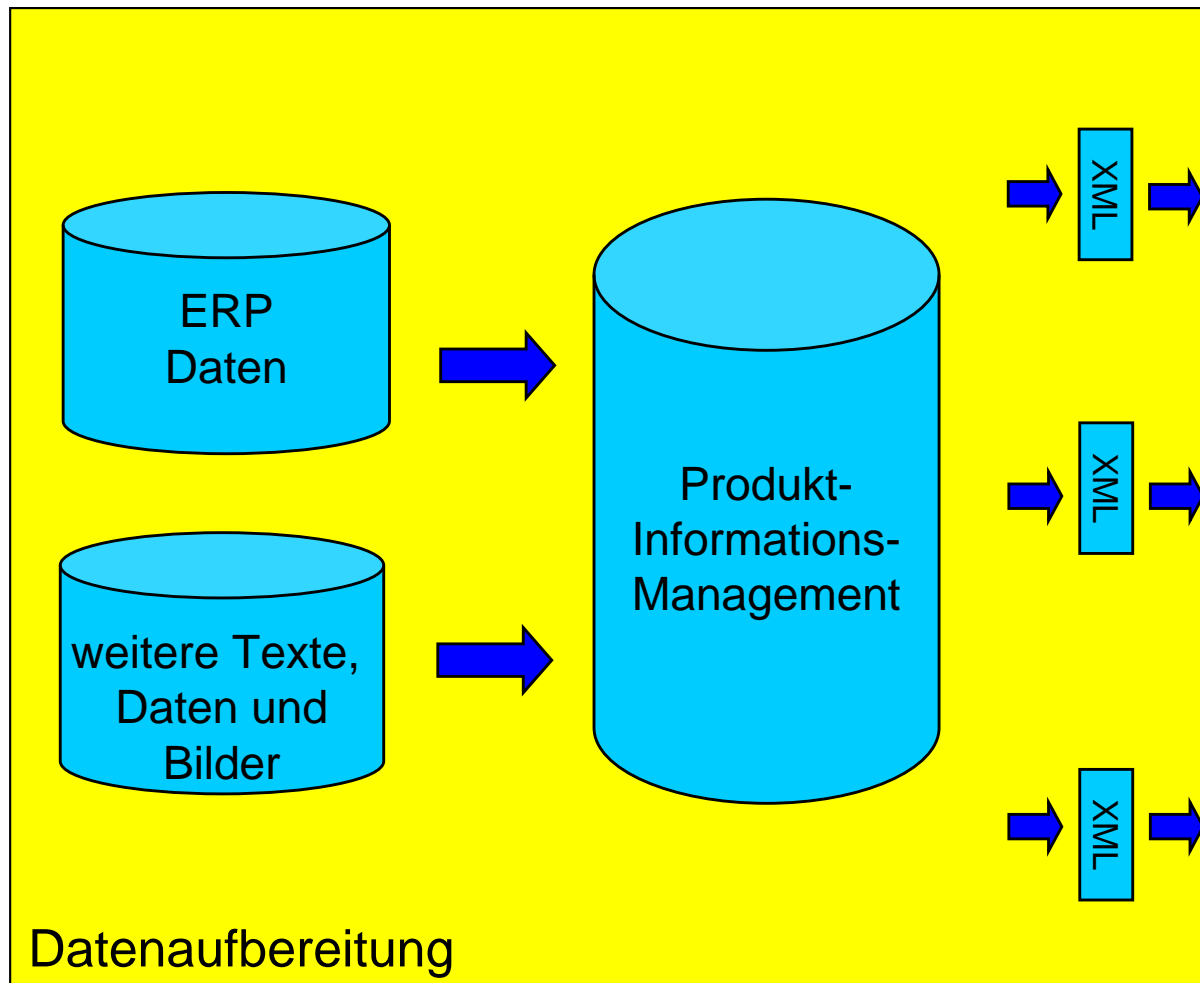 ERP
Daten
weitere Texte,
Daten und
Bilder
Produkt-
Informations-
Management
XML
XML
XML
Datenaufbereitung